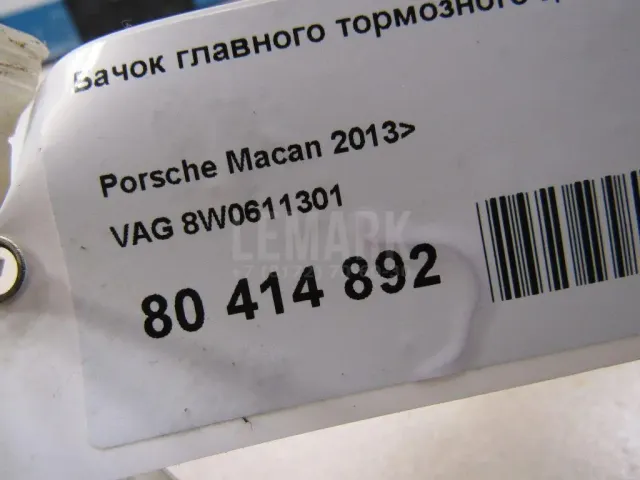 Бачок главного тормозного
Porsche Macan 2013>
VAG 8W0611301
LEMARK
80 414 892